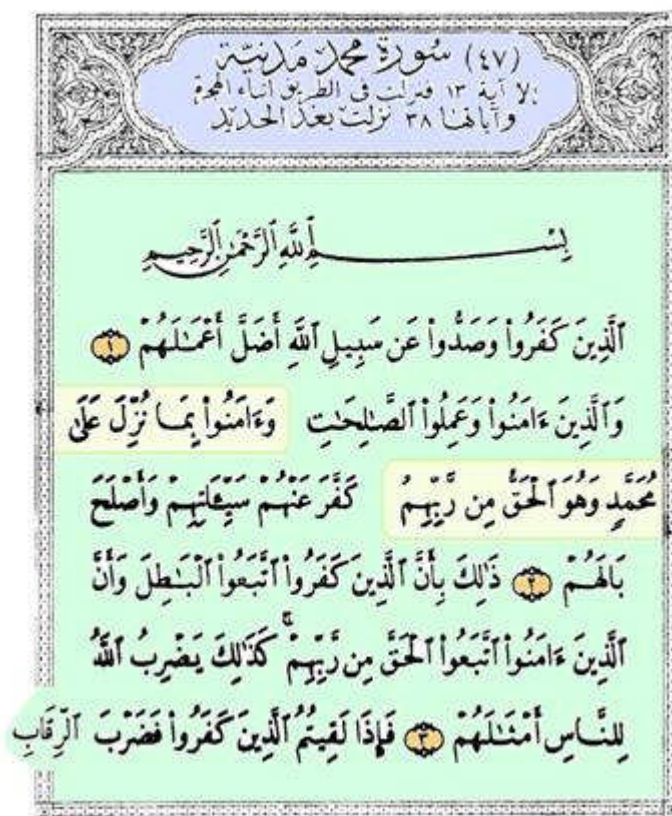 (٤٧) سُورَة مُحَمَّد مَدَنيَّة
إلا آية ١٣ فنزلت في الطريق أثناء الهجرة
وآياتها ٣٨ نزلت بعد الحديد
بِسْمِ ٱللَّهِ ٱلرَّحْمَٰنِ ٱلرَّحِيمِ
ٱلَّذِينَ كَفَرُوا۟ وَصَدُّوا۟ عَن سَبِيلِ ٱللَّهِ أَضَلَّ أَعْمَٰلَهُمْ ١
وَٱلَّذِينَ ءَامَنُوا۟ وَعَمِلُوا۟ ٱلصَّٰلِحَٰتِ وَءَامَنُوا۟ بِمَا نُزِّلَ عَلَىٰ
مُحَمَّدٍ وَهُوَ ٱلْحَقُّ مِن رَّبِّهِمْ كَفَّرَ عَنْهُمْ سَيِّـَٔاتِهِمْ وَأَصْلَحَ
بَالَهُمْ ٢ ذَٰلِكَ بِأَنَّ ٱلَّذِينَ كَفَرُوا۟ ٱتَّبَعُوا۟ ٱلْبَٰطِلَ وَأَنَّ
ٱلَّذِينَ ءَامَنُوا۟ ٱتَّبَعُوا۟ ٱلْحَقَّ مِن رَّبِّهِمْ ۚ كَذَٰلِكَ يَضْرِبُ ٱللَّهُ
لِلنَّاسِ أَمْثَٰلَهُمْ ٣ فَإِذَا لَقِيتُمُ ٱلَّذِينَ كَفَرُوا۟ فَضَرْبَ ٱلرِّقَابِ